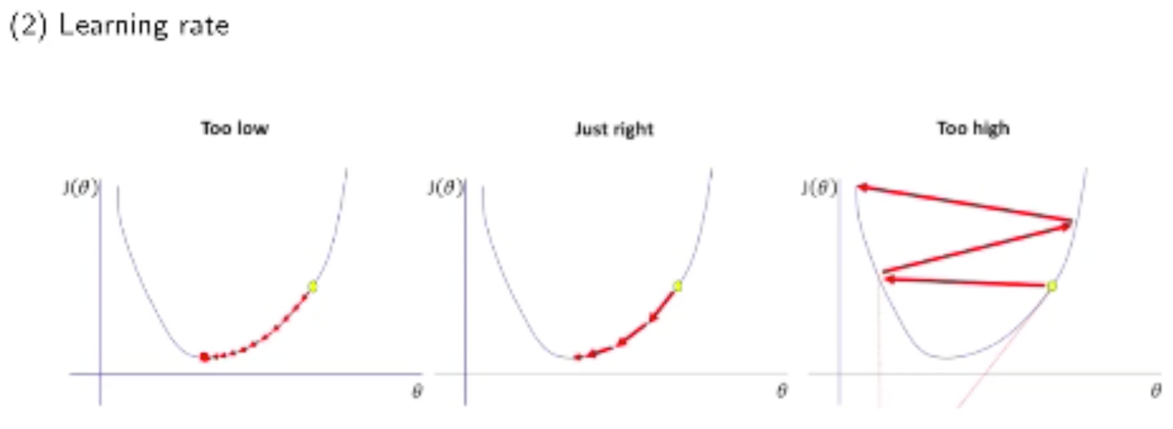 (2) Learning rate
Too low
Just right
Too high
J(θ)
J(θ)
J(θ)
θ
θ
θ